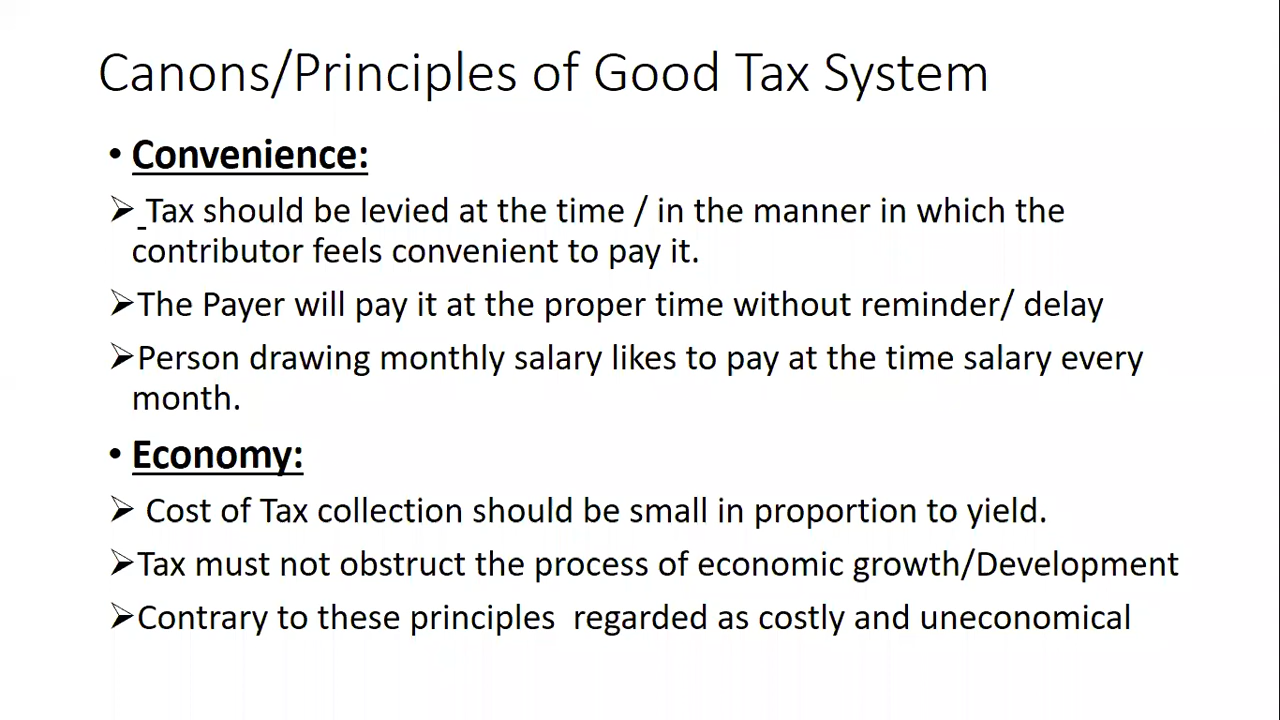 Canons/Principles of Good Tax System
• Convenience:
➢ Tax should be levied at the time / in the manner in which the
contributor feels convenient to pay it.
➢The Payer will pay it at the proper time without reminder/ delay
➢Person drawing monthly salary likes to pay at the time salary every
month.
• Economy:
➢ Cost of Tax collection should be small in proportion to yield.
➢Tax must not obstruct the process of economic growth/Development
➢Contrary to these principles  regarded as costly and uneconomical